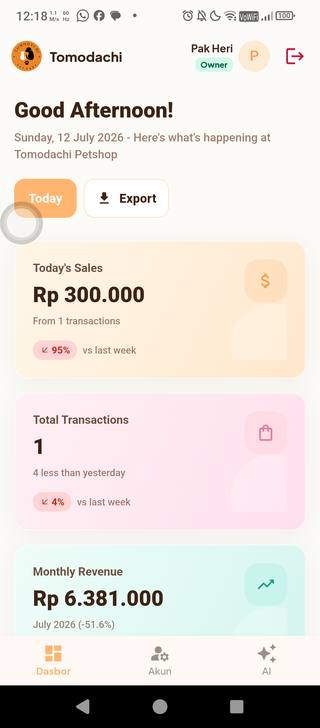 12:18
1.1 60
M/s Hz
VoWiFi
100
Tomodachi
Pak Heri
Owner
P
Good Afternoon!
Sunday, 12 July 2026 - Here's what's happening at
Tomodachi Petshop
Today
Export
Today's Sales
$
Rp 300.000
From 1 transactions
↙ 95% vs last week
Total Transactions
1
4 less than yesterday
↙ 4% vs last week
Monthly Revenue
Rp 6.381.000
July 2026 (-51.6%)
Dasbor
Akun
AI